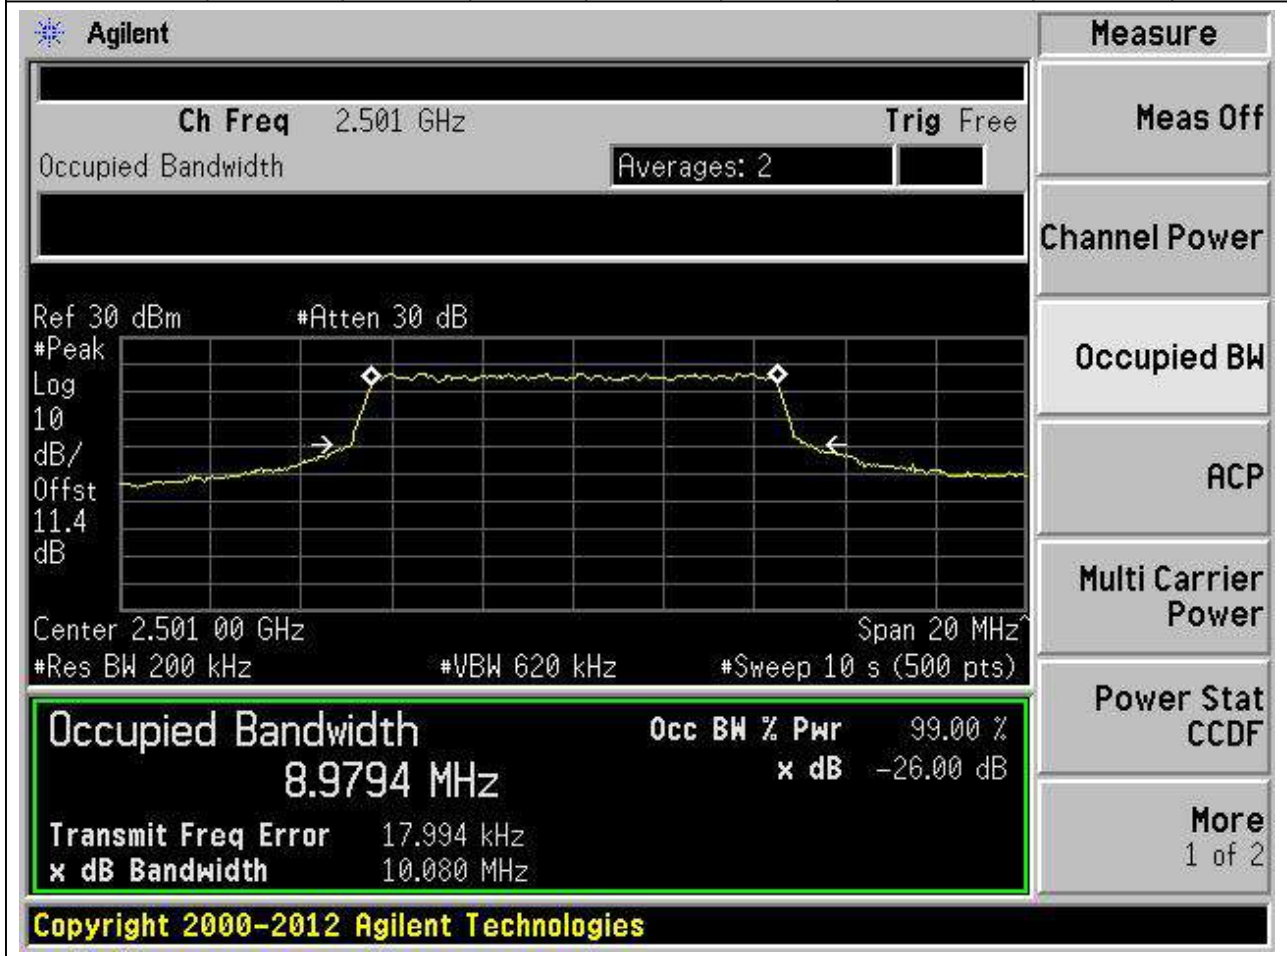 Agilent
Measure
Ch Freq 2.501 GHz Trig Free
Occupied Bandwidth Averages: 2
Meas Off
Channel Power
Occupied BW
ACP
Multi Carrier
Power
Power Stat
CCDF
More
1 of 2
Ref 30 dBm #Atten 30 dB
#Peak
Log
10
dB/
Offst
11.4
dB
Center 2.501 00 GHz Span 20 MHz^
#Res BW 200 kHz #VBW 620 kHz #Sweep 10 s (500 pts)
Occupied Bandwidth Occ BW % Pwr 99.00 %
8.9794 MHz x dB -26.00 dB
Transmit Freq Error 17.994 kHz
x dB Bandwidth 10.080 MHz
Copyright 2000-2012 Agilent Technologies